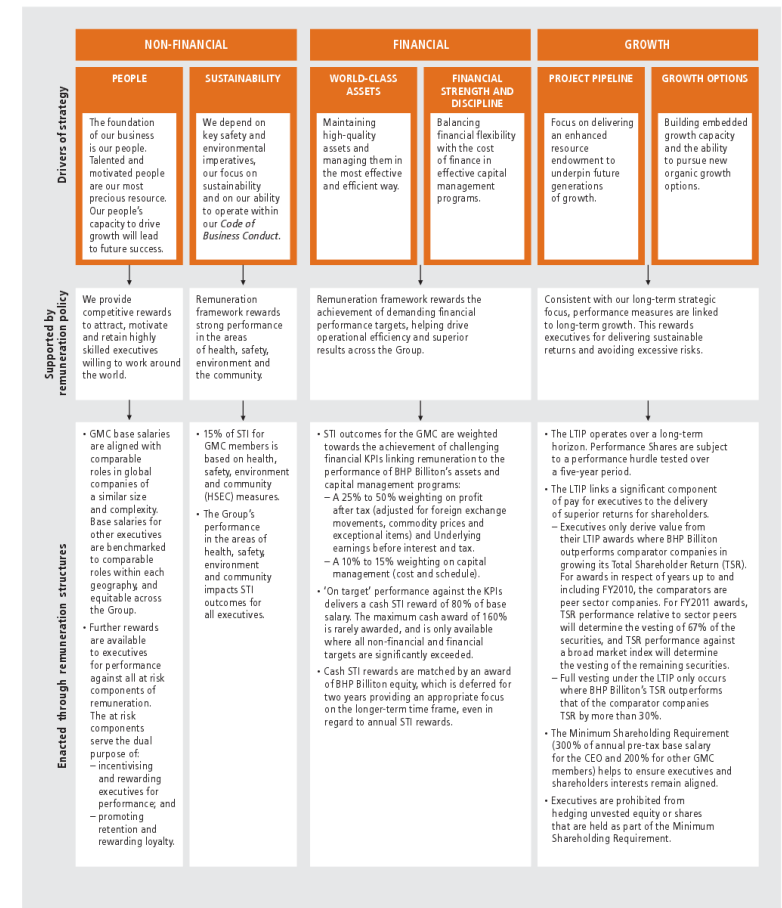 NON-FINANCIAL
FINANCIAL
GROWTH
PEOPLE
SUSTAINABILITY
WORLD-CLASS
ASSETS
FINANCIAL
STRENGTH AND
DISCIPLINE
PROJECT PIPELINE
GROWTH OPTIONS
Drivers of strategy
The foundation
of our business
is our people.
Talented and
motivated people
are our most
precious resource.
Our people's
capacity to drive
growth will lead
to future success.
We depend on
key safety and
environmental
imperatives,
our focus on
sustainability
and on our ability
to operate within
our Code of
Business Conduct.
Maintaining
high-quality
assets and
managing them in
the most effective
and efficient way.
Balancing
financial flexibility
with the cost
of finance in
effective capital
management
programs.
Focus on delivering
an enhanced
resource
endowment to
underpin future
generations
of growth.
Building embedded
growth capacity
and the ability
to pursue new
organic growth
options.
Supported by
remuneration policy
We provide
competitive rewards
to attract, motivate
and retain highly
skilled executives
willing to work around
the world.
Remuneration
framework rewards
strong performance
in the areas
of health, safety,
environment and
the community.
Remuneration framework rewards the
achievement of demanding financial
performance targets, helping drive
operational efficiency and superior
results across the Group.
Consistent with our long-term strategic
focus, performance measures are linked
to long-term growth. This rewards
executives for delivering sustainable
returns and avoiding excessive risks.
Enacted through remuneration structures
• GMC base salaries
are aligned with
comparable
roles in global
companies of
a similar size
and complexity.
Base salaries for
other executives
are benchmarked
to comparable
roles within each
geography, and
equitable across
the Group.
• Further rewards
are available
to executives
for performance
against all at risk
components of
remuneration.
The at risk
components
serve the dual
purpose of:
– incentivising
and rewarding
executives for
performance; and
– promoting
retention and
rewarding loyalty.
• 15% of STI for
GMC members is
based on health,
safety, environment
and community
(HSEC) measures.
• The Group's
performance
in the areas of
health, safety,
environment
and community
impacts STI
outcomes for
all executives.
• STI outcomes for the GMC are weighted
towards the achievement of challenging
financial KPIs linking remuneration to the
performance of BHP Billiton's assets and
capital management programs:
– A 25% to 50% weighting on profit
after tax (adjusted for foreign exchange
movements, commodity prices and
exceptional items) and Underlying
earnings before interest and tax.
– A 10% to 15% weighting on capital
management (cost and schedule).
• 'On target' performance against the KPIs
delivers a cash STI reward of 80% of base
salary. The maximum cash award of 160%
is rarely awarded, and is only available
where all non-financial and financial
targets are significantly exceeded.
• Cash STI rewards are matched by an award
of BHP Billiton equity, which is deferred for
two years providing an appropriate focus
on the longer-term time frame, even in
regard to annual STI rewards.
• The LTIP operates over a long-term
horizon. Performance Shares are subject
to a performance hurdle tested over
a five-year period.
• The LTIP links a significant component
of pay for executives to the delivery
of superior returns for shareholders.
– Executives only derive value from
their LTIP awards where BHP Billiton
outperforms comparator companies in
growing its Total Shareholder Return (TSR).
For awards in respect of years up to and
including FY2010, the comparators are
peer sector companies. For FY2011 awards,
TSR performance relative to sector peers
will determine the vesting of 67% of the
securities, and TSR performance against
a broad market index will determine
the vesting of the remaining securities.
– Full vesting under the LTIP only occurs
where BHP Billiton's TSR outperforms
that of the comparator companies
TSR by more than 30%.
• The Minimum Shareholding Requirement
(300% of annual pre-tax base salary
for the CEO and 200% for other GMC
members) helps to ensure executives and
shareholders interests remain aligned.
• Executives are prohibited from
hedging unvested equity or shares
that are held as part of the Minimum
Shareholding Requirement.